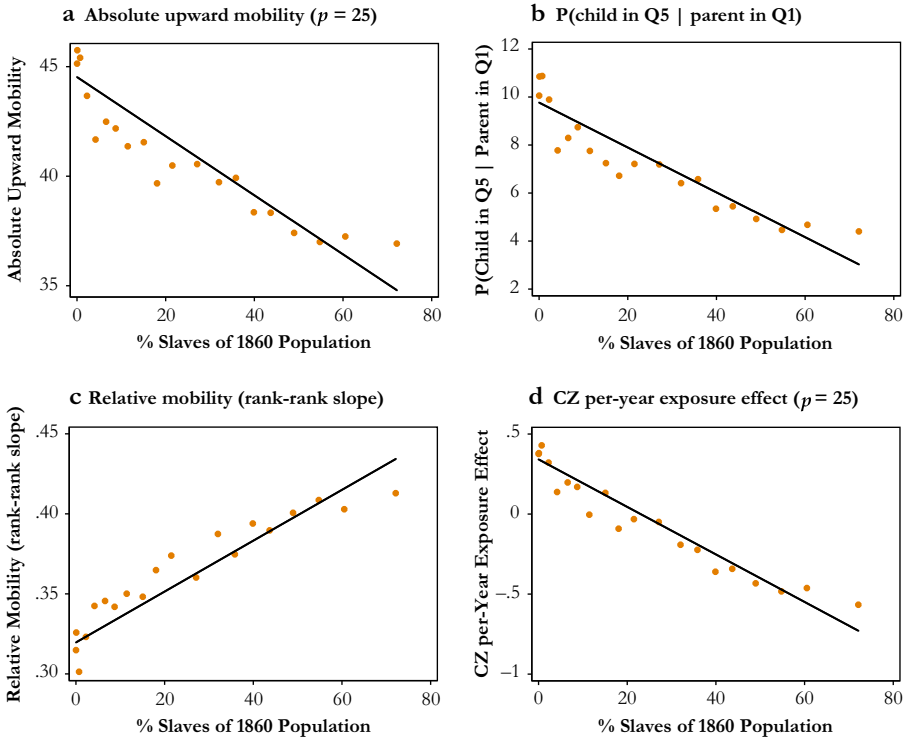 a Absolute upward mobility (p = 25)
Absolute Upward Mobility
45
40
35
0 20 40 60 80
% Slaves of 1860 Population
b P(child in Q5 | parent in Q1)
P(Child in Q5 | Parent in Q1)
12
10
8
6
4
2
0 20 40 60 80
% Slaves of 1860 Population
c Relative mobility (rank-rank slope)
Relative Mobility (rank-rank slope)
.45
.40
.35
.30
0 20 40 60 80
% Slaves of 1860 Population
d CZ per-year exposure effect (p = 25)
CZ per-Year Exposure Effect
.5
0
−.5
−1
0 20 40 60 80
% Slaves of 1860 Population